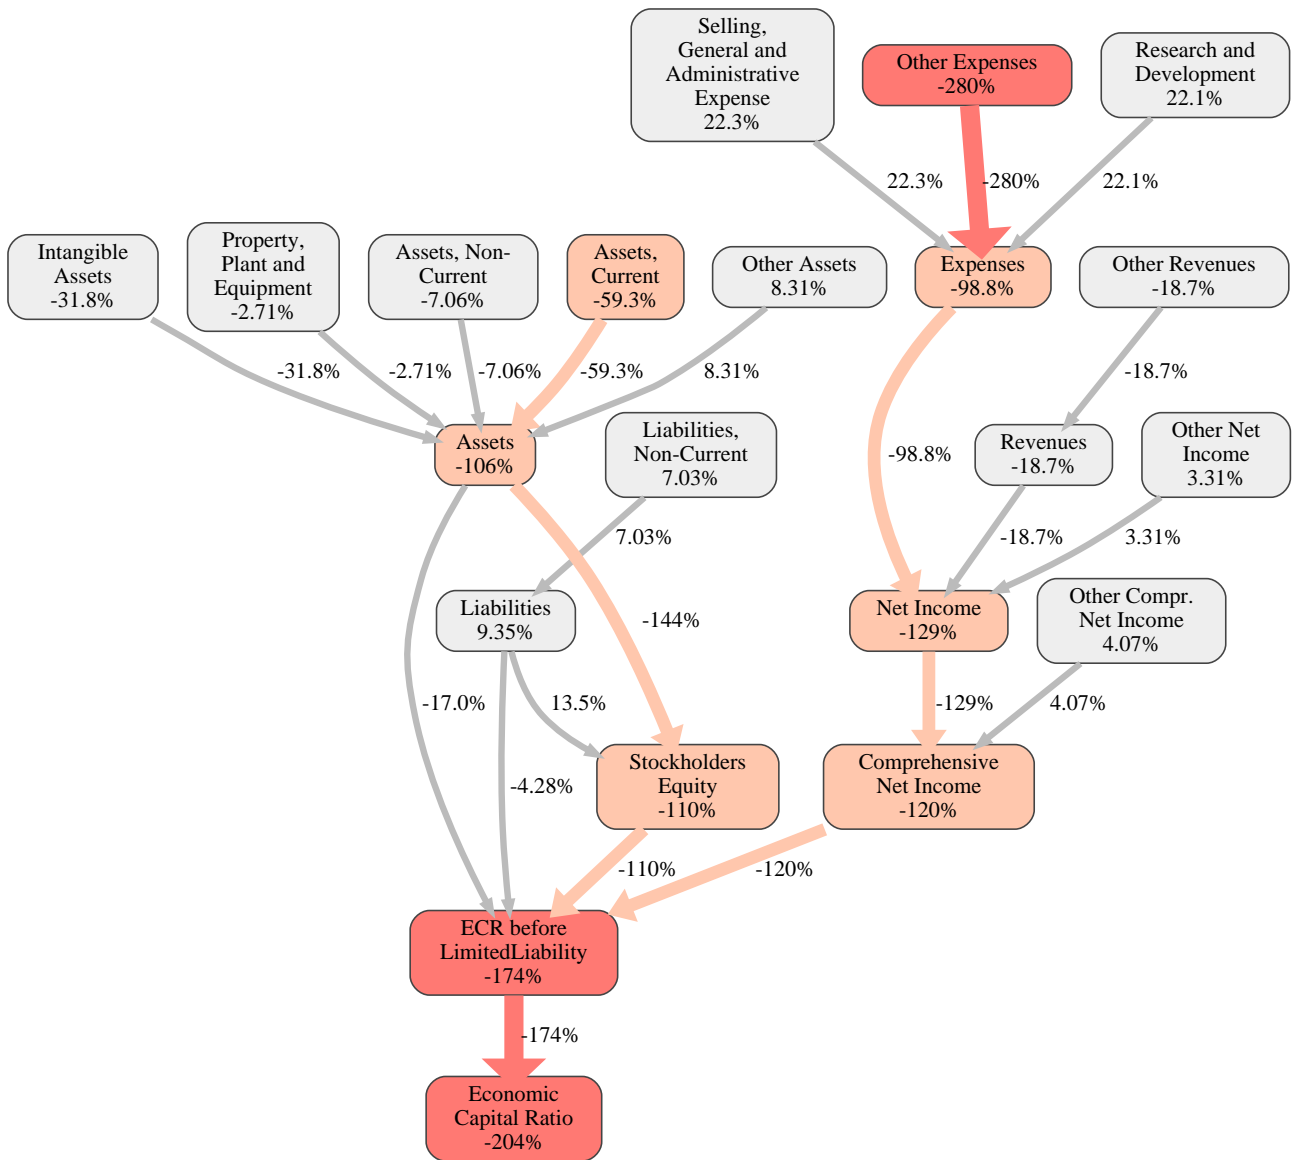 Selling,
General and
Administrative
Expense
22.3%
Other Expenses
-280%
Research and
Development
22.1%
22.3%
-280%
22.1%
Intangible
Assets
-31.8%
Property,
Plant and
Equipment
-2.71%
Assets, Non-
Current
-7.06%
Assets,
Current
-59.3%
Other Assets
8.31%
Expenses
-98.8%
Other Revenues
-18.7%
-31.8%
-2.71%
-7.06%
-59.3%
8.31%
-18.7%
Assets
-106%
Liabilities,
Non-Current
7.03%
-98.8%
Revenues
-18.7%
Other Net
Income
3.31%
7.03%
-18.7%
3.31%
Liabilities
9.35%
-144%
Net Income
-129%
Other Compr.
Net Income
4.07%
-17.0%
13.5%
-129%
4.07%
-4.28%
Stockholders
Equity
-110%
Comprehensive
Net Income
-120%
-110%
-120%
ECR before
LimitedLiability
-174%
-174%
Economic
Capital Ratio
-204%